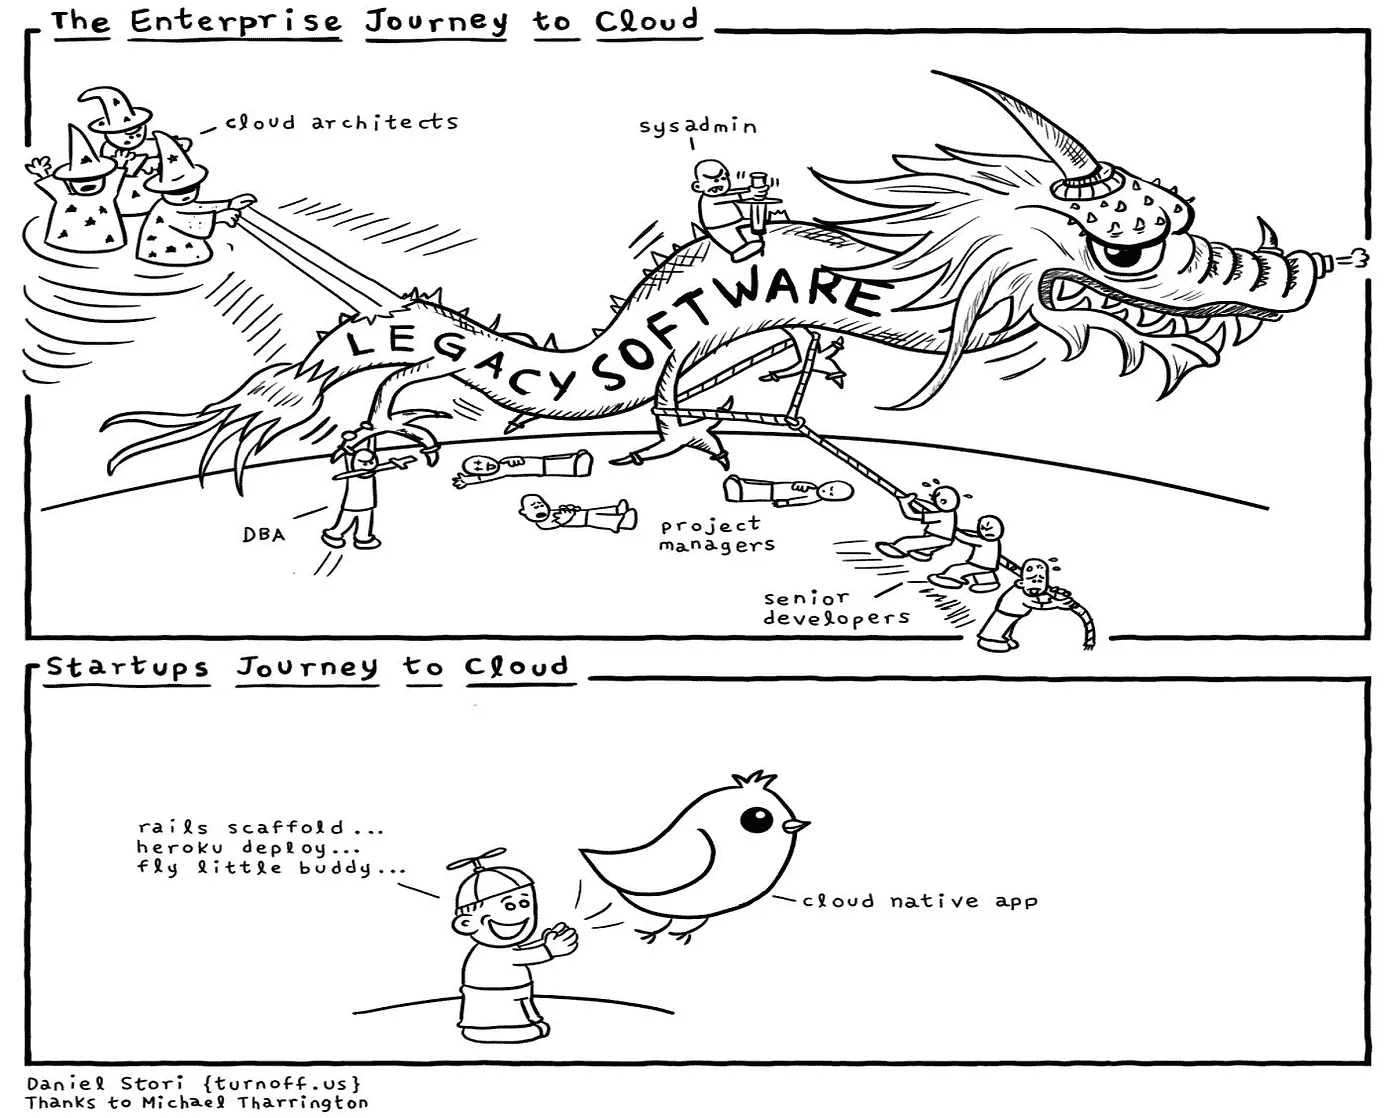 The Enterprise Journey to Cloud
cloud architects
sysadmin
LEGACY SOFTWARE
DBA
project
managers
senior
developers
Startups Journey to Cloud
rails scaffold...
heroku deploy...
fly little buddy...
cloud native app
Daniel Stori {turnoff.us}
Thanks to Michael Tharrington